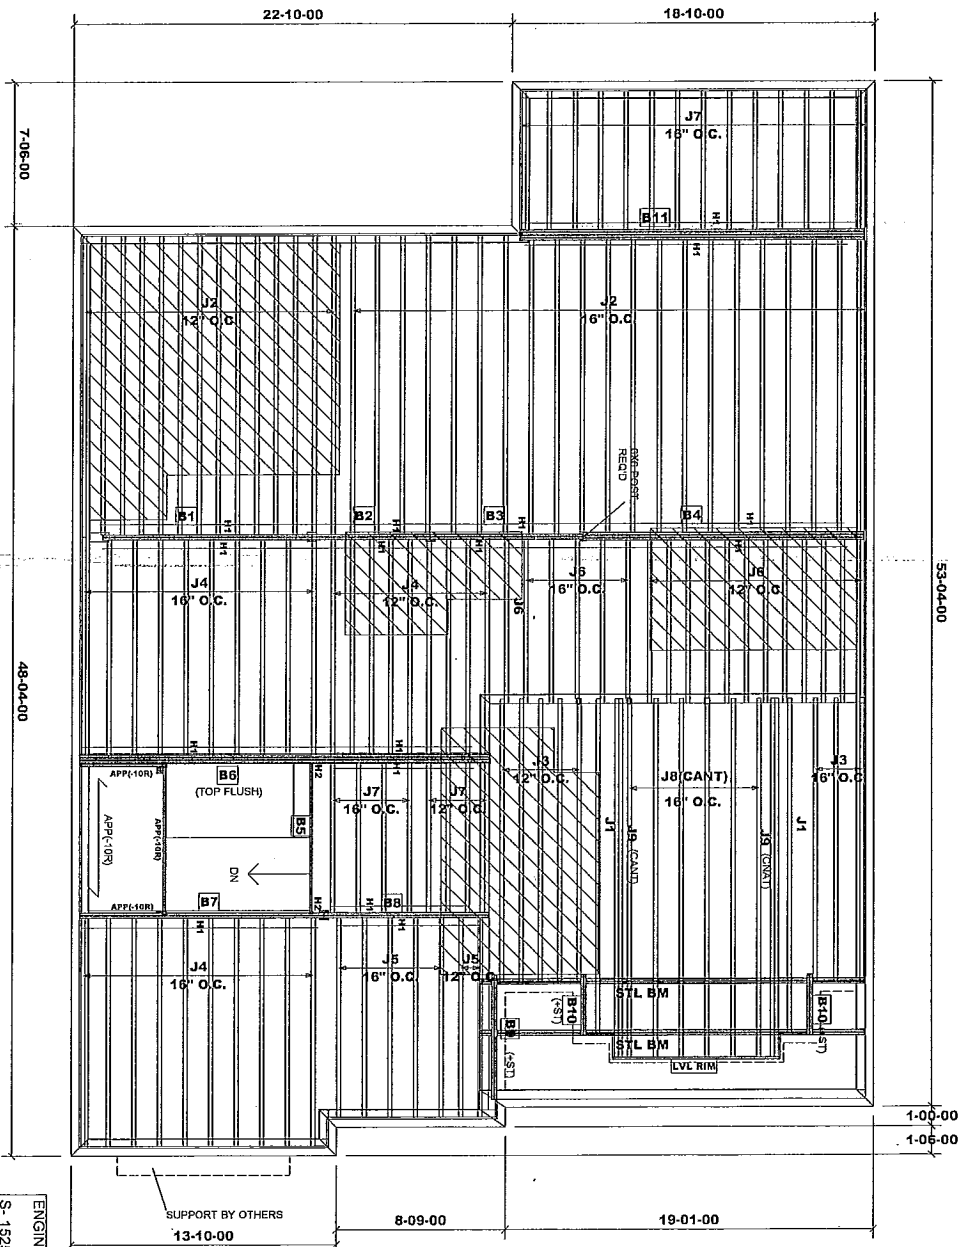 22-10-00
18-10-00
7-06-00
J7
16" O.C.
B11
H1
H1
J2
12" O.C
J2
16" O.C
53-04-00
6X6 POST
REQ'D
B1
B2
B3
B4
H1
H1
H1
H1
H1
H1
H1
H1
J4
16" O.C.
J4
12" O.C.
J6
J6
16" O.C.
J6
12" O.C.
48-04-00
H1
H1
H1
APP(-10R)
B6
(TOP FLUSH)
H2
J7
16" O.C.
J7
12" O.C.
J3
12" O.C.
J8(CANT)
16" O.C.
J3
16" O.C
APP(-10R)
APP(-10R)
B5
DN
J1
J9 (CANT)
J9
J1
APP(-10R)
B7
H2
H1
H1
B8
H1
J4
16" O.C.
J5
16" O.C.
J5
12" O.C.
STL BM
B10
(+ST)
B10
B9
(+ST)
STL BM
LVL RIM
1-00-00
1-06-00
SUPPORT BY OTHERS
13-10-00
8-09-00
19-01-00
ENGIN
S- 152